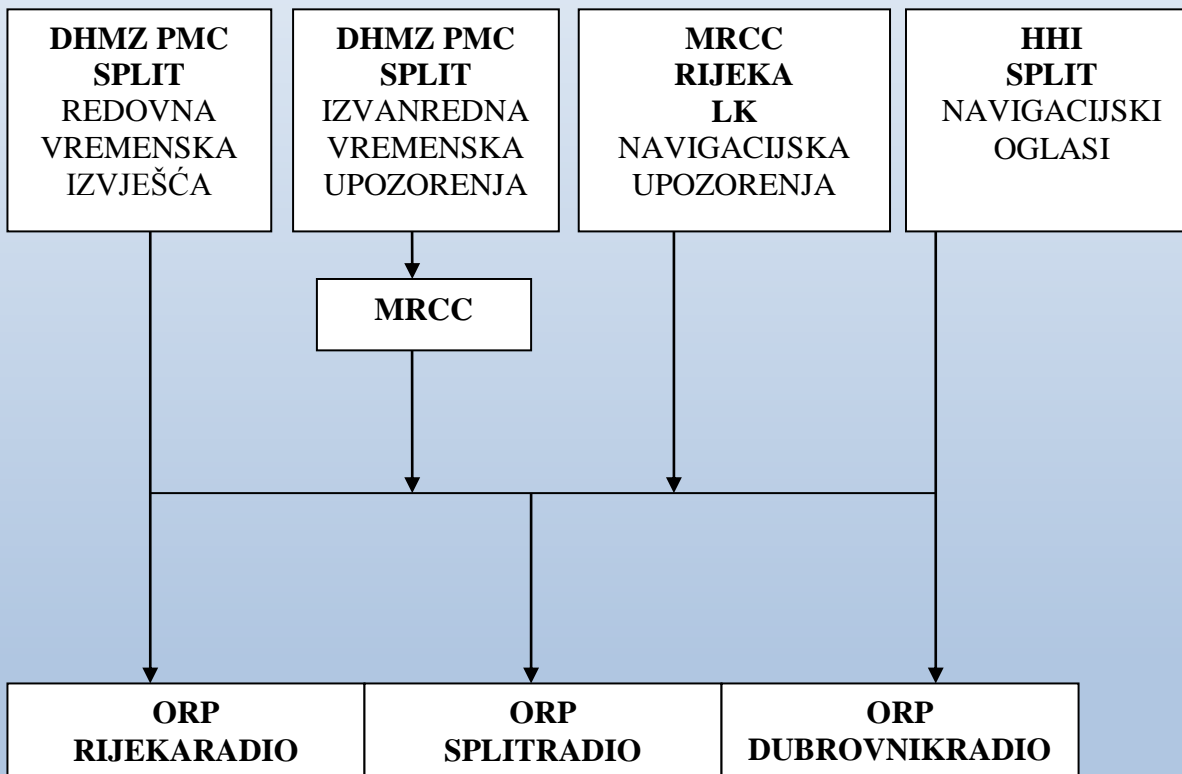 DHMZ PMC
SPLIT
REDOVNA
VREMENSKA
IZVJEŠĆA
DHMZ PMC
SPLIT
IZVANREDNA
VREMENSKA
UPOZORENJA
MRCC
RIJEKA
LK
NAVIGACIJSKA
UPOZORENJA
HHI
SPLIT
NAVIGACIJSKI
OGLASI
MRCC
ORP
RIJEKARADIO
ORP
SPLITRADIO
ORP
DUBROVNIKRADIO